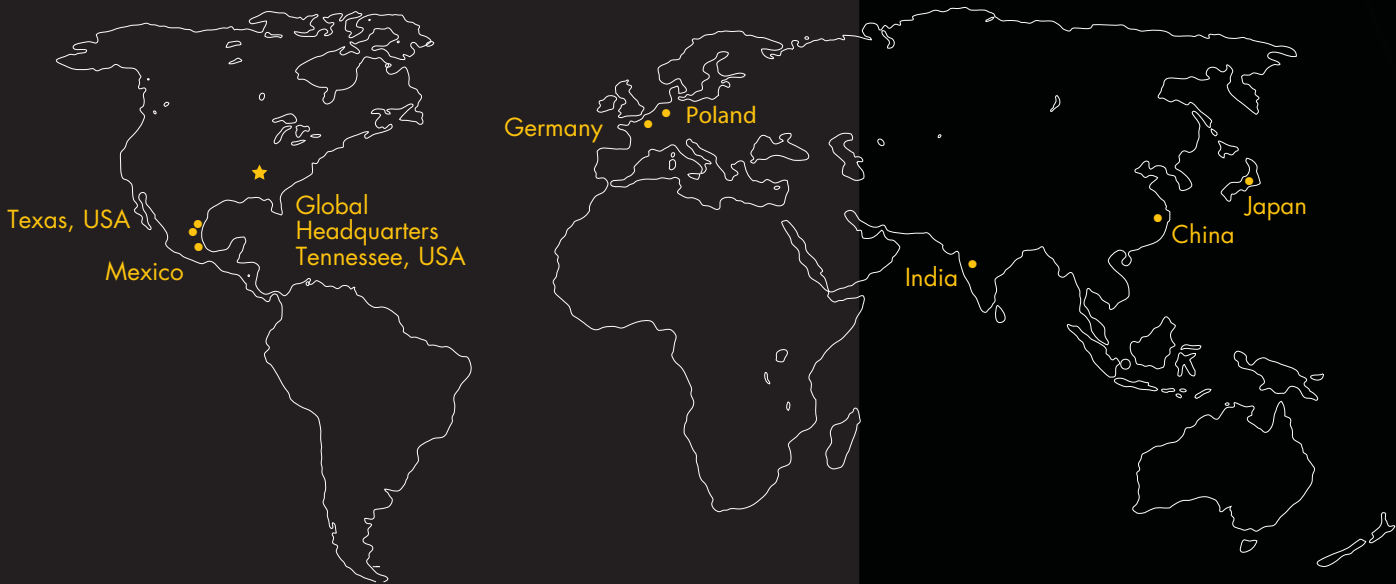 Germany
Poland
Texas, USA
Global
Headquarters
Tennessee, USA
Mexico
India
China
Japan